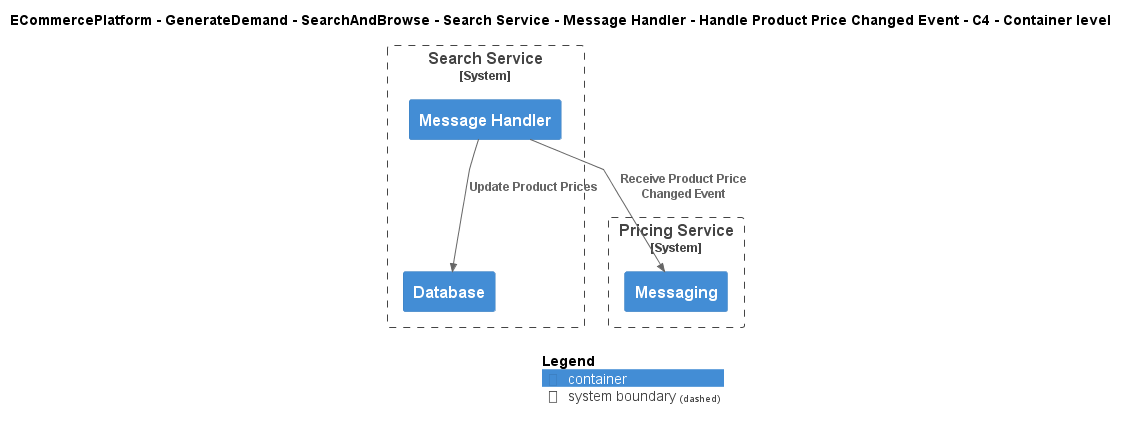 ECommercePlatform - GenerateDemand - SearchAndBrowse - Search Service - Message Handler - Handle Product Price Changed Event - C4 - Container level
Search Service
[System]
Message Handler
Update Product Prices
Receive Product Price
Changed Event
Pricing Service
[System]
Database
Messaging
Legend
container
system boundary (dashed)